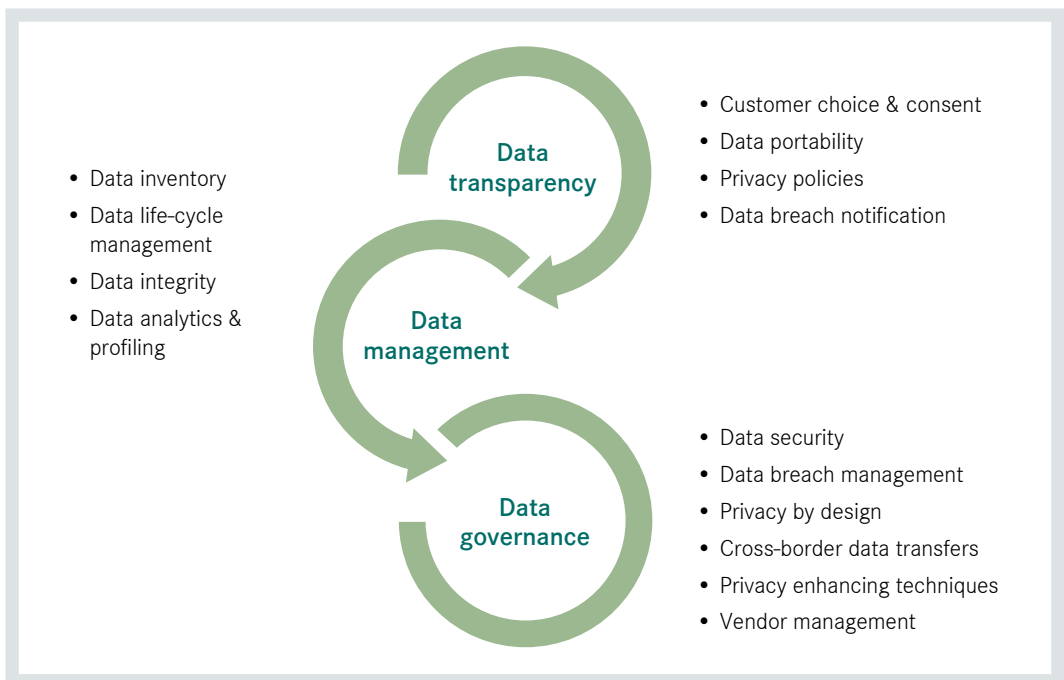 Data
transparency
• Customer choice & consent
• Data portability
• Privacy policies
• Data breach notification
Data
management
• Data inventory
• Data life-cycle
management
• Data integrity
• Data analytics &
profiling
Data
governance
• Data security
• Data breach management
• Privacy by design
• Cross-border data transfers
• Privacy enhancing techniques
• Vendor management